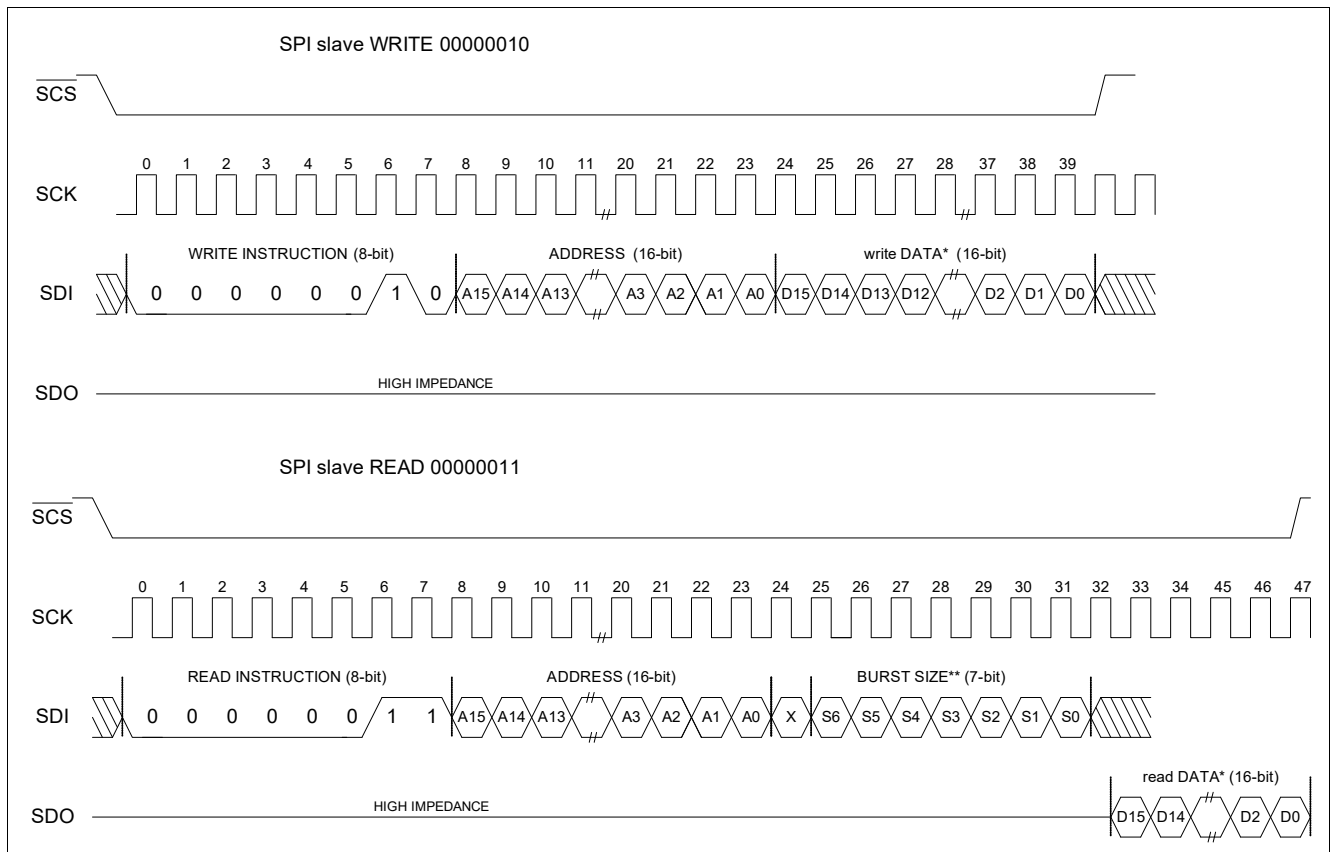 SPI slave WRITE 00000010
SCS
0 1 2 3 4 5 6 7 8 9 10 11 20 21 22 23 24 25 26 27 28 37 38 39
SCK
//
//
WRITE INSTRUCTION (8-bit) ADDRESS (16-bit) write DATA* (16-bit)
SDI 0 0 0 0 0 0 1 0 A15 A14 A13 // A3 A2 A1 A0 D15 D14 D13 D12 // D2 D1 D0
HIGH IMPEDANCE
SDO
SPI slave READ 00000011
SCS
0 1 2 3 4 5 6 7 8 9 10 11 20 21 22 23 25 26 27 28 29 30 31 32 33 34 45 46 47
SCK
//
READ INSTRUCTION (8-bit) ADDRESS (16-bit) BURST SIZE** (7-bit)
SDI 0 0 0 0 0 0 1 1 A15 A14 A13 // A3 A2 A1 A0 X S6 S5 S4 S3 S2 S1 S0
read DATA* (16-bit)
HIGH IMPEDANCE
SDO D15 D14 // D2 D0